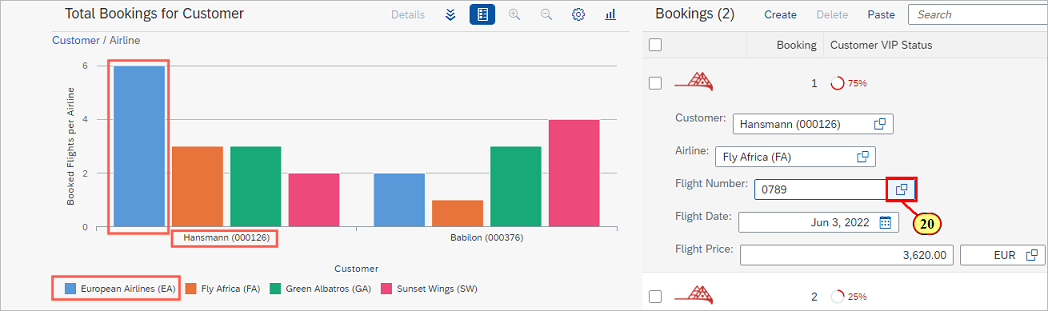 Total Bookings for Customer
Details
Customer / Airline
Booked Flights per Airline
6
4
2
0
Hansmann (000126)
Babilon (000376)
Customer
European Airlines (EA)
Fly Africa (FA)
Green Albatros (GA)
Sunset Wings (SW)
Bookings (2)
Create
Delete
Paste
Search
Booking
Customer VIP Status
1
75%
Customer:
Hansmann (000126)
Airline:
Fly Africa (FA)
Flight Number:
0789
20
Flight Date:
Jun 3, 2022
Flight Price:
3,620.00
EUR
2
25%